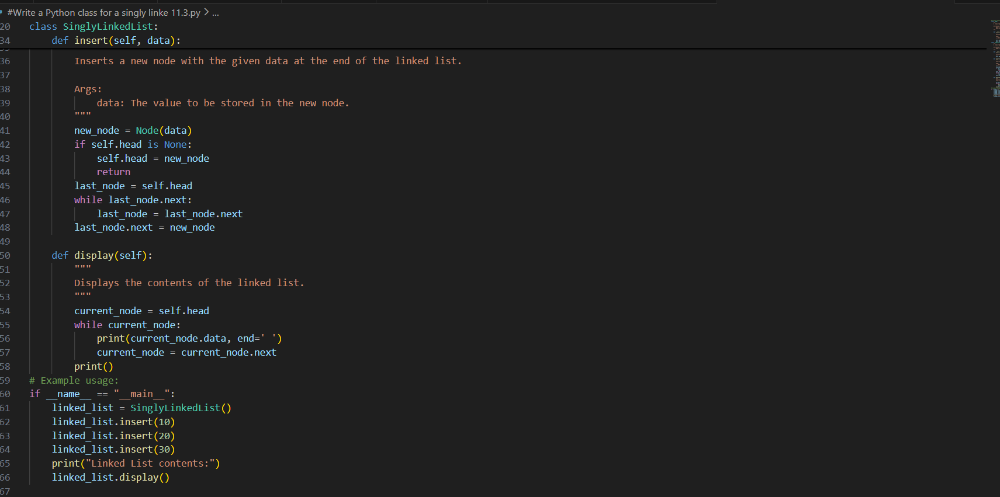 #Write a Python class for a singly linke 11.3.py > ...
20 class SinglyLinkedList:
34     def insert(self, data):
36         Inserts a new node with the given data at the end of the linked list.
37
38         Args:
39             data: The value to be stored in the new node.
40         """
41         new_node = Node(data)
42         if self.head is None:
43             self.head = new_node
44             return
45         last_node = self.head
46         while last_node.next:
47             last_node = last_node.next
48         last_node.next = new_node
49
50     def display(self):
51         """
52         Displays the contents of the linked list.
53         """
54         current_node = self.head
55         while current_node:
56             print(current_node.data, end=' ')
57             current_node = current_node.next
58         print()
59 # Example usage:
60 if __name__ == "__main__":
61     linked_list = SinglyLinkedList()
62     linked_list.insert(10)
63     linked_list.insert(20)
64     linked_list.insert(30)
65     print("Linked List contents:")
66     linked_list.display()
67